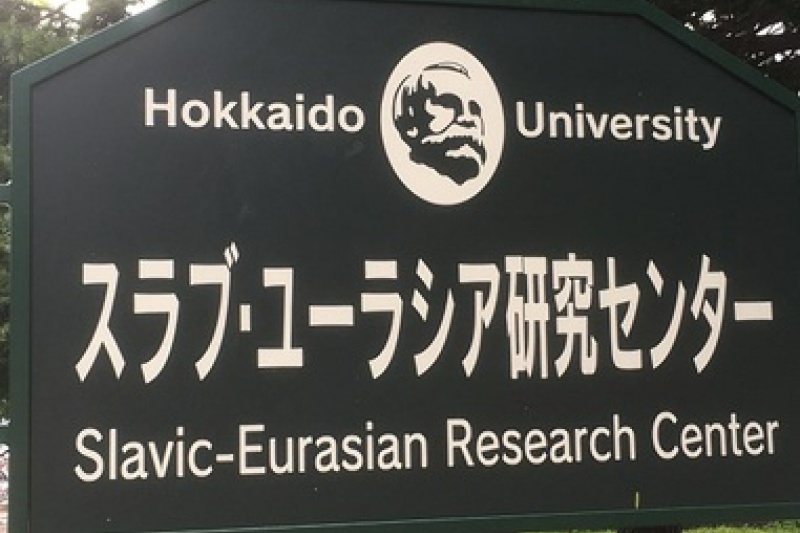 Hokkaido University
スラブ・ユーラシア研究センター
Slavic-Eurasian Research Center